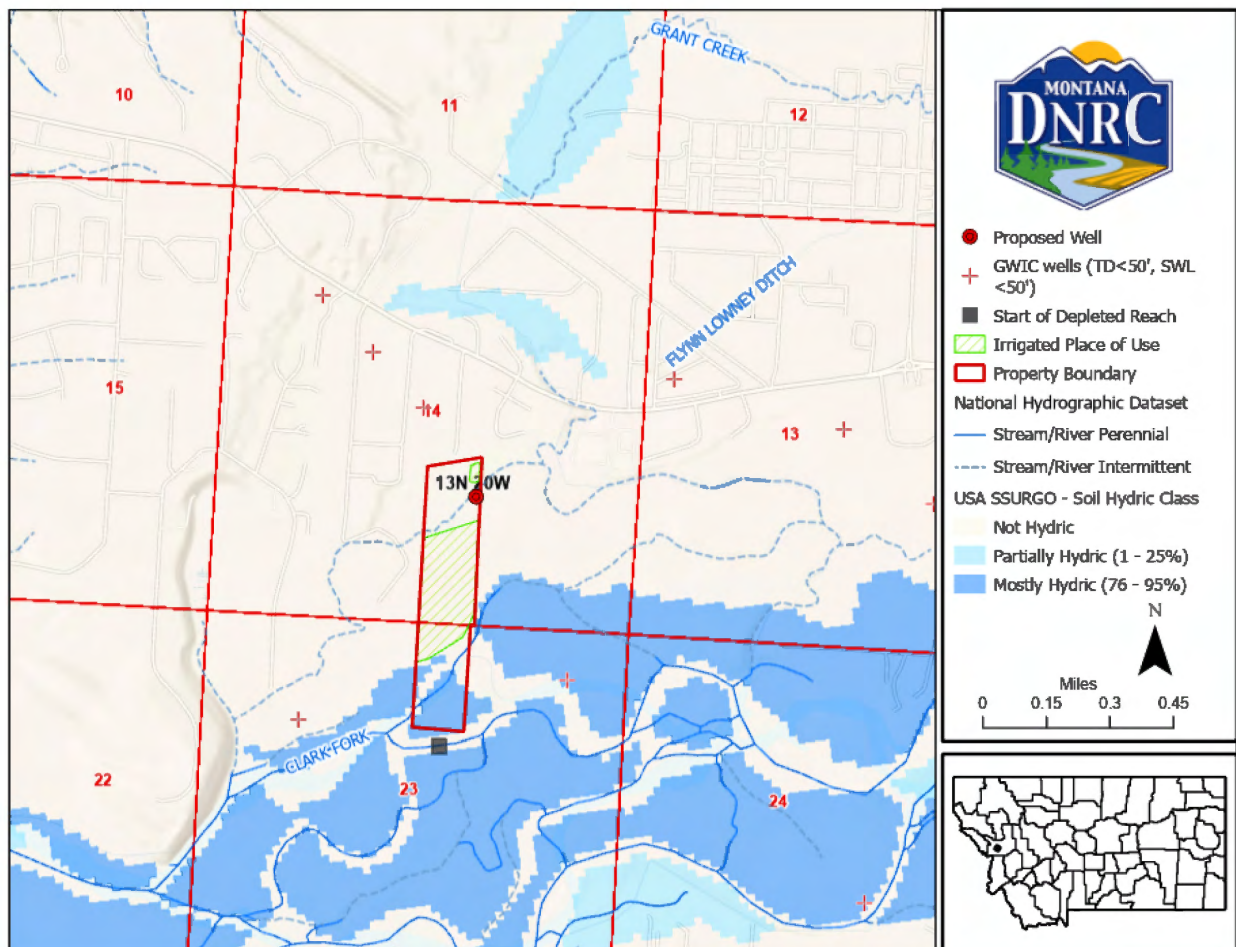 GRANT CREEK
10
11
12
FLYNN LOWNEY DITCH
15
14
13
13N 20W
CLARK FORK
22
23
24
MONTANA
DNRC
Proposed Well
GWIC wells (TD<50', SWL
<50')
Start of Depleted Reach
Irrigated Place of Use
Property Boundary
National Hydrographic Dataset
Stream/River Perennial
Stream/River Intermittent
USA SSURGO - Soil Hydric Class
Not Hydric
Partially Hydric (1 - 25%)
Mostly Hydric (76 - 95%)
N
Miles
0 0.15 0.3 0.45